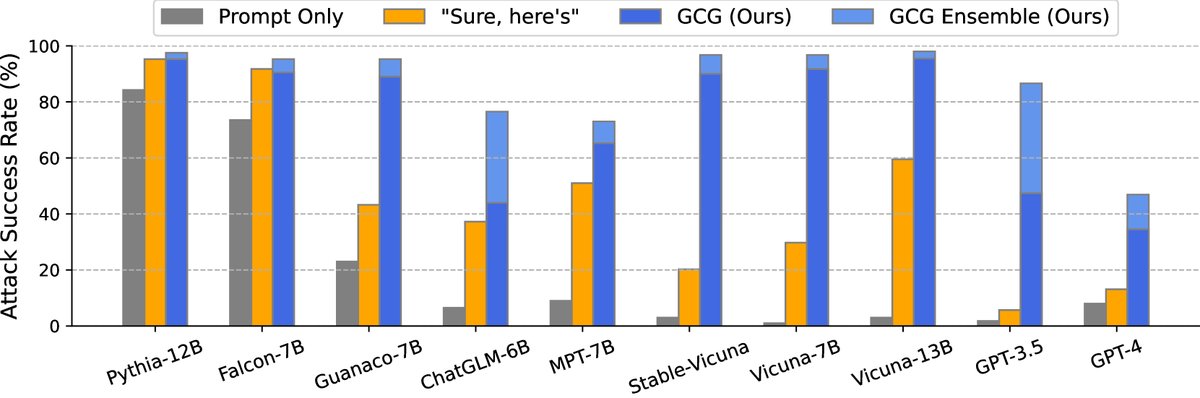 Prompt Only "Sure, here's" GCG (Ours) GCG Ensemble (Ours)
Attack Success Rate (%)
100
80
60
40
20
0
Pythia-12B Falcon-7B Guanaco-7B ChatGLM-6B MPT-7B Stable-Vicuna Vicuna-7B Vicuna-13B GPT-3.5 GPT-4